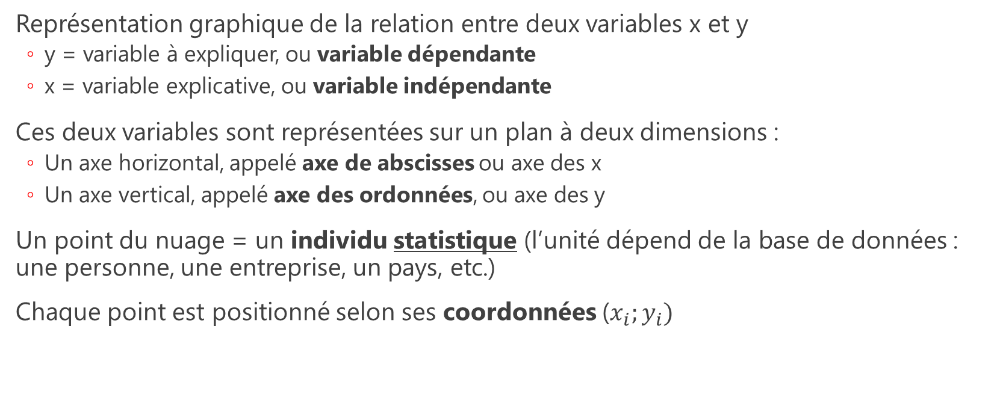 Représentation graphique de la relation entre deux variables x et y
◦ y = variable à expliquer, ou variable dépendante
◦ x = variable explicative, ou variable indépendante
Ces deux variables sont représentées sur un plan à deux dimensions :
◦ Un axe horizontal, appelé axe de abscisses ou axe des x
◦ Un axe vertical, appelé axe des ordonnées, ou axe des y
Un point du nuage = un individu statistique (l’unité dépend de la base de données :
une personne, une entreprise, un pays, etc.)
Chaque point est positionné selon ses coordonnées (xᵢ; yᵢ)